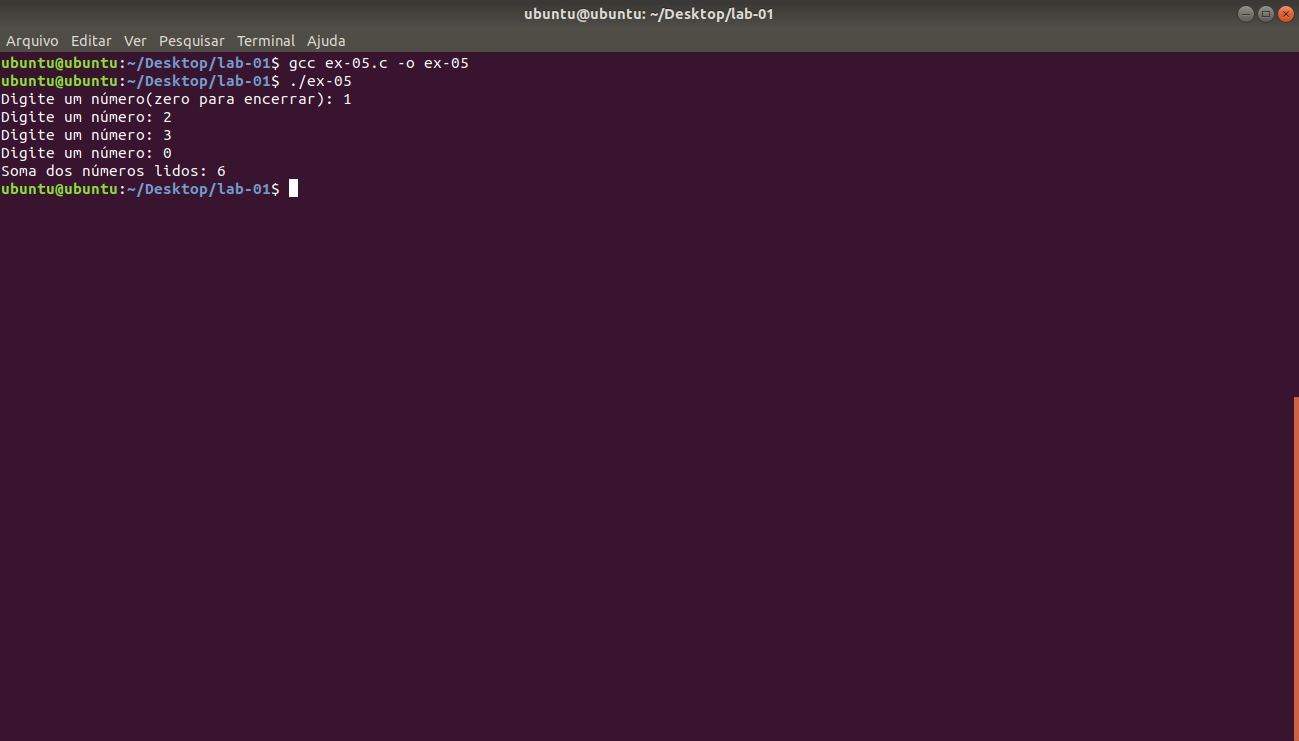 ubuntu@ubuntu: ~/Desktop/lab-01
Arquivo Editar Ver Pesquisar Terminal Ajuda
ubuntu@ubuntu:~/Desktop/lab-01$ gcc ex-05.c -o ex-05
ubuntu@ubuntu:~/Desktop/lab-01$ ./ex-05
Digite um número(zero para encerrar): 1
Digite um número: 2
Digite um número: 3
Digite um número: 0
Soma dos números lidos: 6
ubuntu@ubuntu:~/Desktop/lab-01$